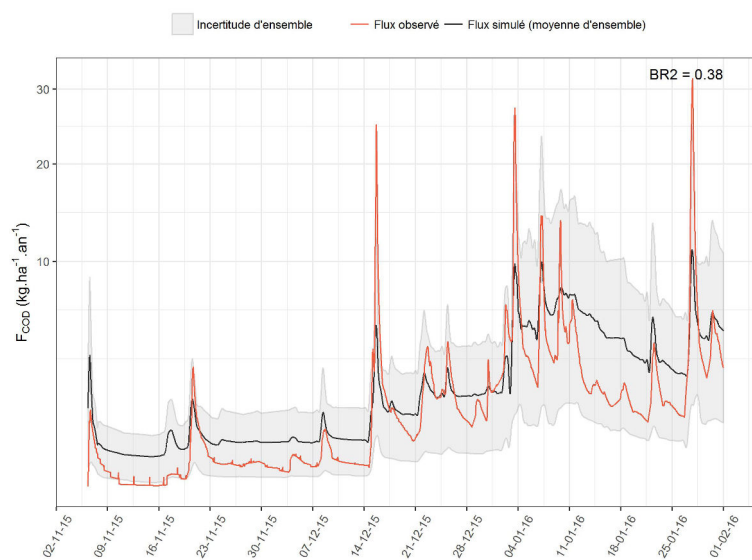 Incertitude d'ensemble Flux observé Flux simulé (moyenne d'ensemble)
BR2 = 0.38
30
20
10
F_COD (kg.ha⁻¹.an⁻¹)
02-11-15 09-11-15 16-11-15 23-11-15 30-11-15 07-12-15 14-12-15 21-12-15 28-12-15 04-01-16 11-01-16 18-01-16 25-01-16 01-02-16